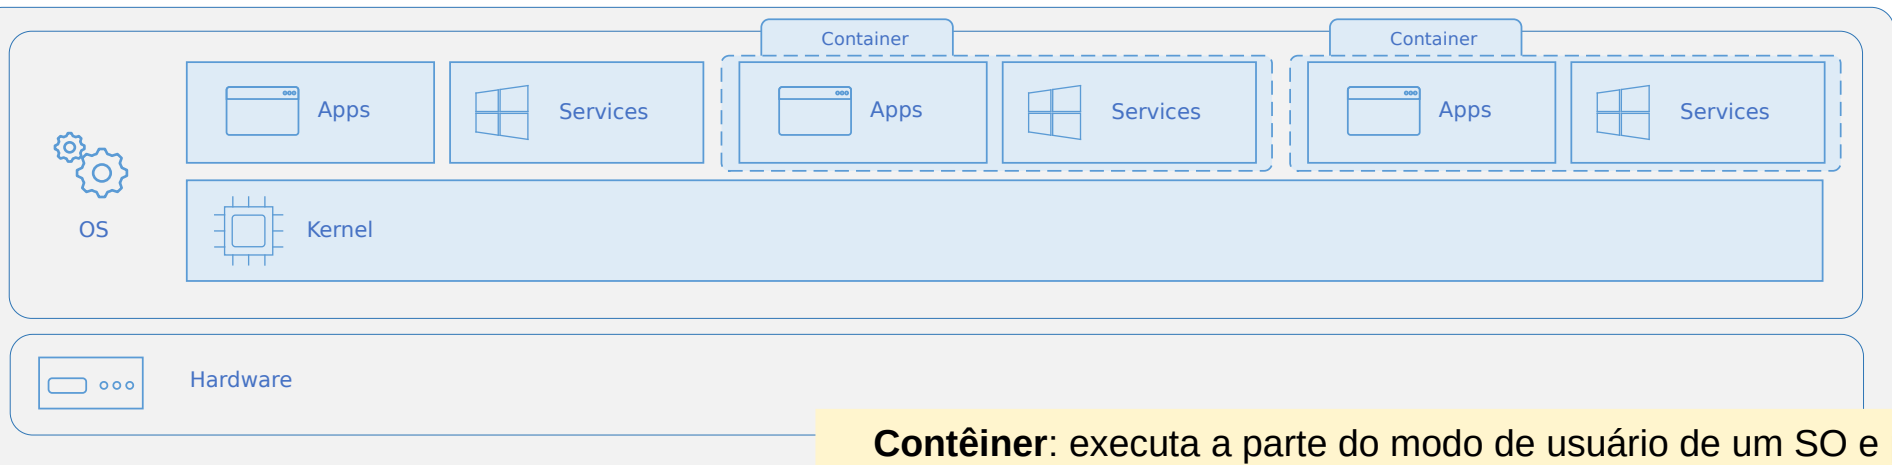 Container
Container
Apps
Services
Apps
Services
Apps
Services
OS
Kernel
Hardware
Contêiner: executa a parte do modo de usuário de um SO e